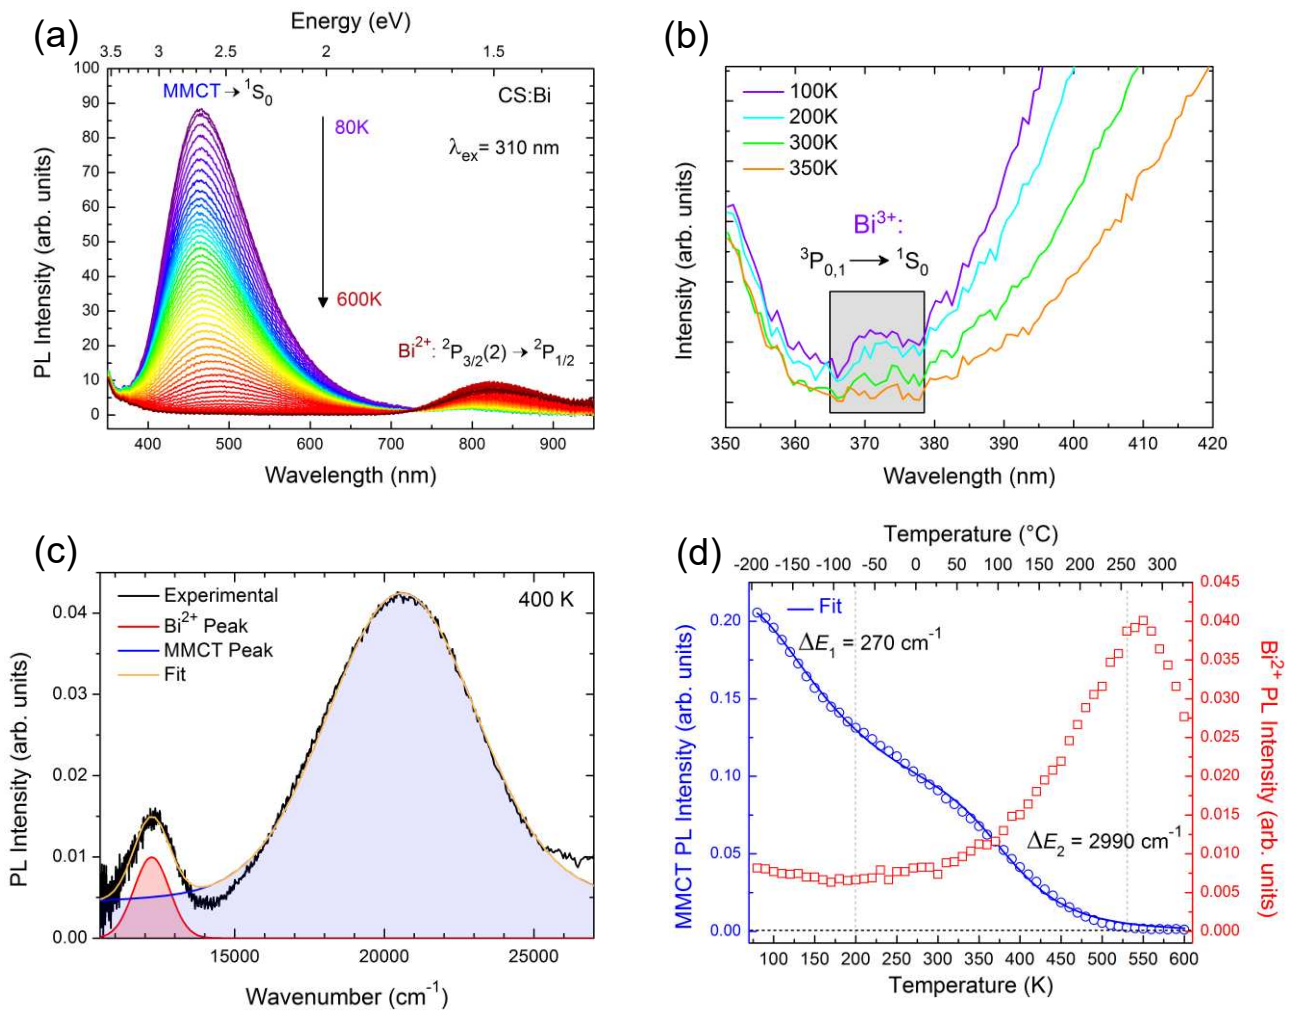 (a)
Energy (eV)
3.5 3 2.5 2 1.5
100
90
80
70
60
50
40
30
20
10
0
PL Intensity (arb. units)
MMCT → ¹S₀
CS:Bi
80K
λₑₓ= 310 nm
600K
Bi²⁺: ²P₃/₂(2) → ²P₁/₂
400 500 600 700 800 900
Wavelength (nm)
(b)
Intensity (arb. units)
100K
200K
300K
350K
Bi³⁺:
³P₀,₁ → ¹S₀
350 360 370 380 390 400 410 420
Wavelength (nm)
(c)
PL Intensity (arb. units)
0.04
0.03
0.02
0.01
0.00
Experimental
Bi²⁺ Peak
MMCT Peak
Fit
400 K
15000 20000 25000
Wavenumber (cm⁻¹)
(d)
Temperature (°C)
-200 -150 -100 -50 0 50 100 150 200 250 300
MMCT PL Intensity (arb. units)
0.20
0.15
0.10
0.05
0.00
Fit
ΔE₁ = 270 cm⁻¹
ΔE₂ = 2990 cm⁻¹
0.045
0.040
0.035
0.030
0.025
0.020
0.015
0.010
0.005
0.000
Bi²⁺ PL Intensity (arb. units)
100 150 200 250 300 350 400 450 500 550 600
Temperature (K)